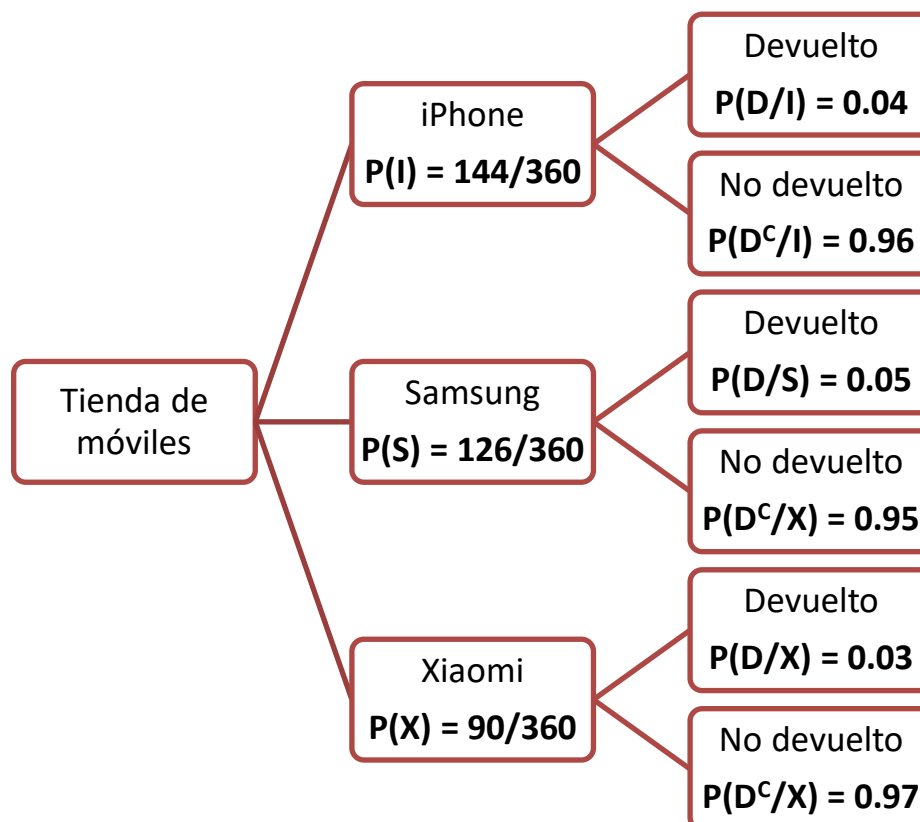 Tienda de
móviles
iPhone
P(I) = 144/360
Devuelto
P(D/I) = 0.04
No devuelto
P(Dᶜ/I) = 0.96
Samsung
P(S) = 126/360
Devuelto
P(D/S) = 0.05
No devuelto
P(Dᶜ/X) = 0.95
Xiaomi
P(X) = 90/360
Devuelto
P(D/X) = 0.03
No devuelto
P(Dᶜ/X) = 0.97